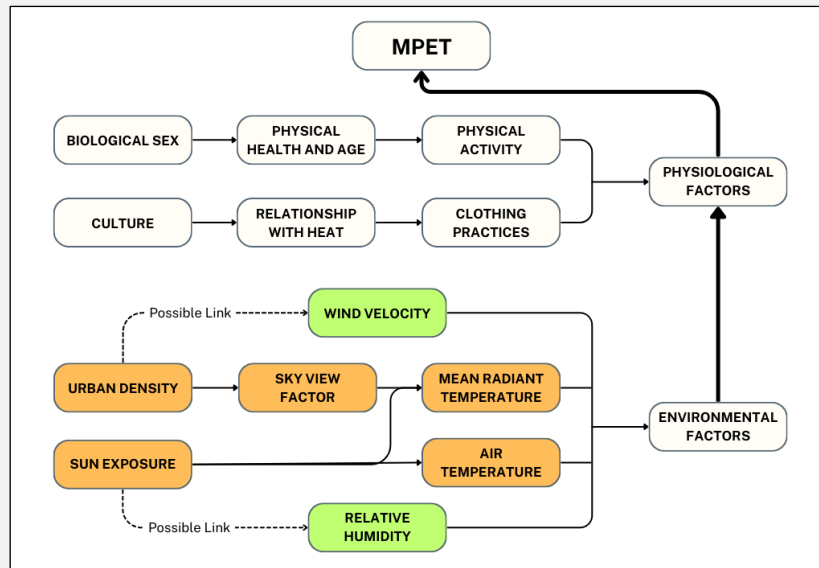 MPET
BIOLOGICAL SEX
PHYSICAL
HEALTH AND AGE
PHYSICAL
ACTIVITY
PHYSIOLOGICAL
FACTORS
CULTURE
RELATIONSHIP
WITH HEAT
CLOTHING
PRACTICES
Possible Link
WIND VELOCITY
URBAN DENSITY
SKY VIEW
FACTOR
MEAN RADIANT
TEMPERATURE
ENVIRONMENTAL
FACTORS
SUN EXPOSURE
AIR
TEMPERATURE
Possible Link
RELATIVE
HUMIDITY